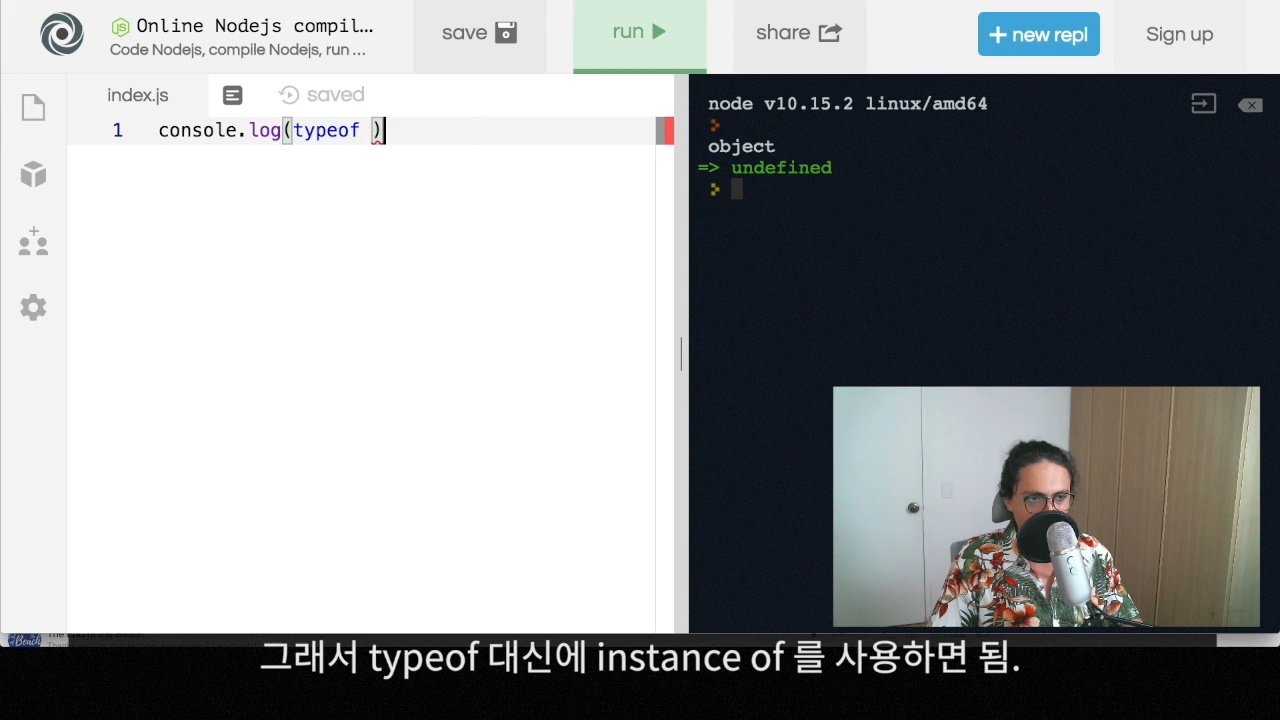 Online Nodejs compil...
Code Nodejs, compile Nodejs, run ...
save
run
share
+ new repl
Sign up
index.js
saved
1 console.log(typeof )
node v10.15.2 linux/amd64
object
=> undefined
Beach
그래서 typeof 대신에 instance of 를 사용하면 됨.